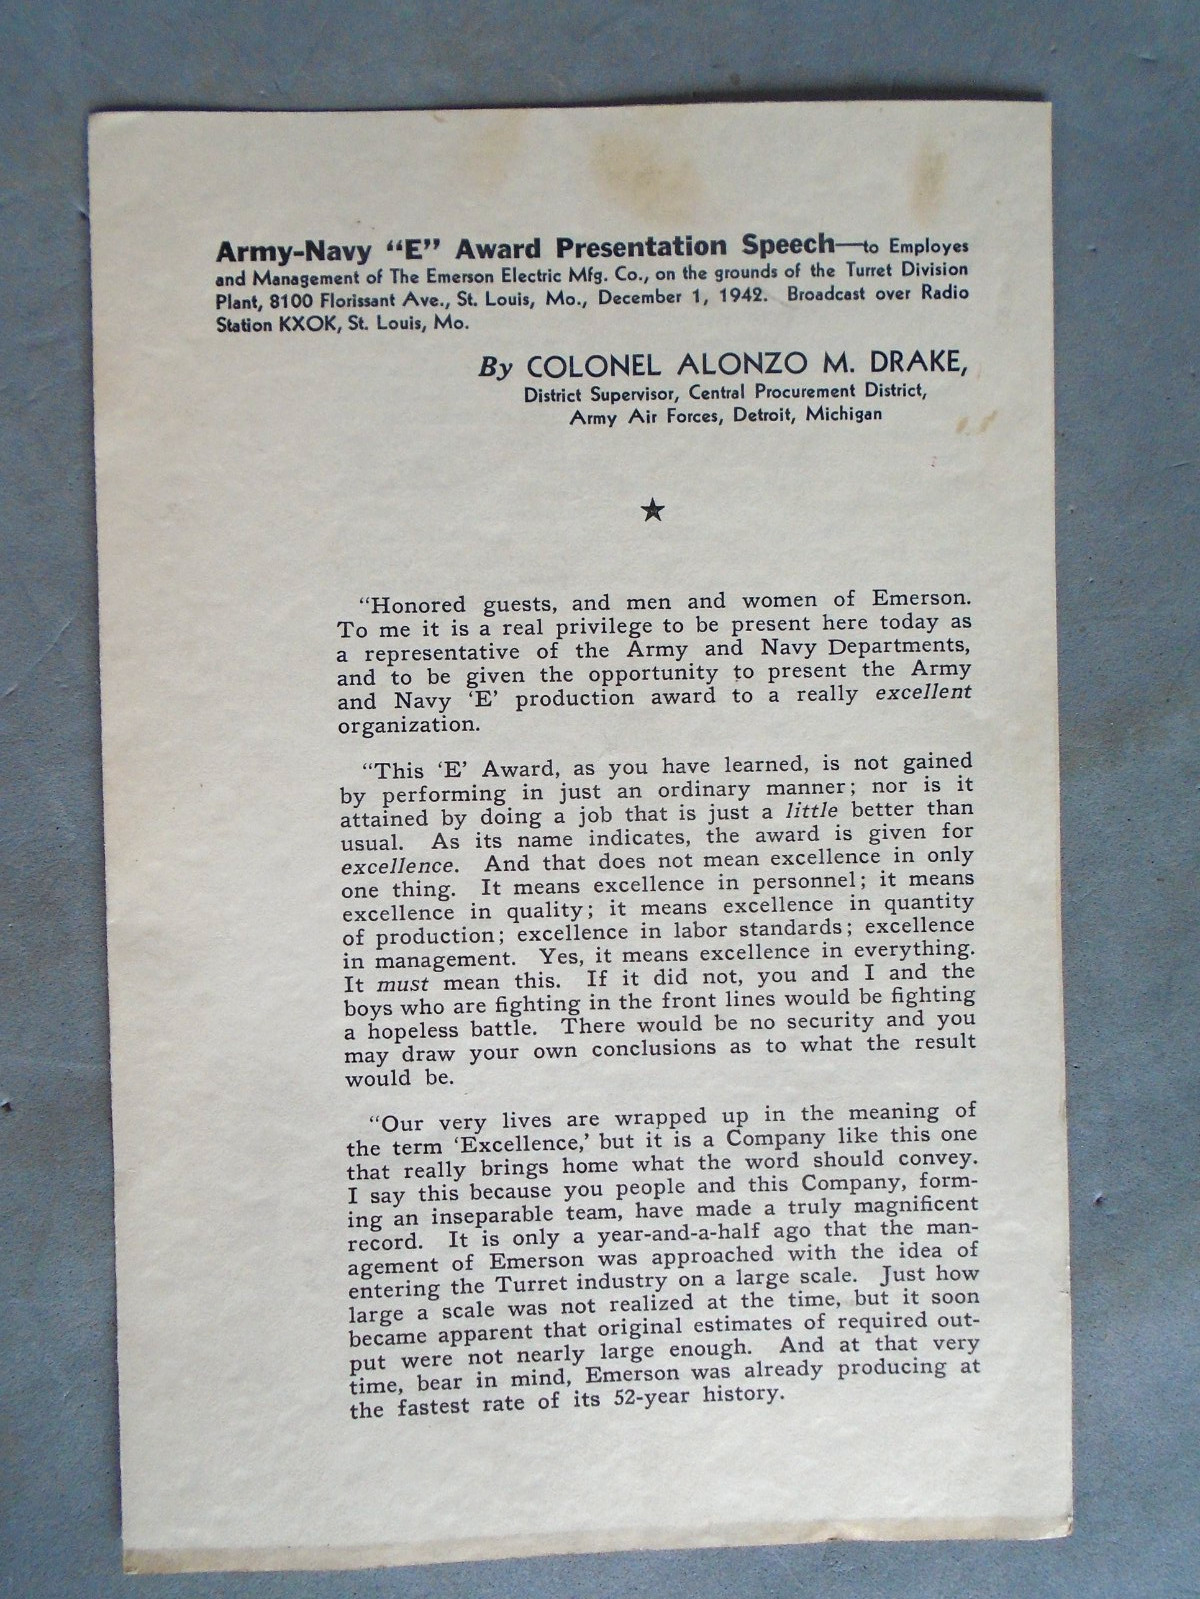 Army-Navy “E” Award Presentation Speech—to Employes
and Management of The Emerson Electric Mfg. Co., on the grounds of the Turret Division
Plant, 8100 Florissant Ave., St. Louis, Mo., December 1, 1942. Broadcast over Radio
Station KXOK, St. Louis, Mo.
By COLONEL ALONZO M. DRAKE,
District Supervisor, Central Procurement District,
Army Air Forces, Detroit, Michigan
“Honored guests, and men and women of Emerson.
To me it is a real privilege to be present here today as
a representative of the Army and Navy Departments,
and to be given the opportunity to present the Army
and Navy ‘E’ production award to a really excellent
organization.
“This ‘E’ Award, as you have learned, is not gained
by performing in just an ordinary manner; nor is it
attained by doing a job that is just a little better than
usual. As its name indicates, the award is given for
excellence. And that does not mean excellence in only
one thing. It means excellence in personnel; it means
excellence in quality; it means excellence in quantity
of production; excellence in labor standards; excellence
in management. Yes, it means excellence in everything.
It must mean this. If it did not, you and I and the
boys who are fighting in the front lines would be fighting
a hopeless battle. There would be no security and you
may draw your own conclusions as to what the result
would be.
“Our very lives are wrapped up in the meaning of
the term ‘Excellence,’ but it is a Company like this one
that really brings home what the word should convey.
I say this because you people and this Company, form-
ing an inseparable team, have made a truly magnificent
record. It is only a year-and-a-half ago that the man-
agement of Emerson was approached with the idea of
entering the Turret industry on a large scale. Just how
large a scale was not realized at the time, but it soon
became apparent that original estimates of required out-
put were not nearly large enough. And at that very
time, bear in mind, Emerson was already producing at
the fastest rate of its 52-year history.